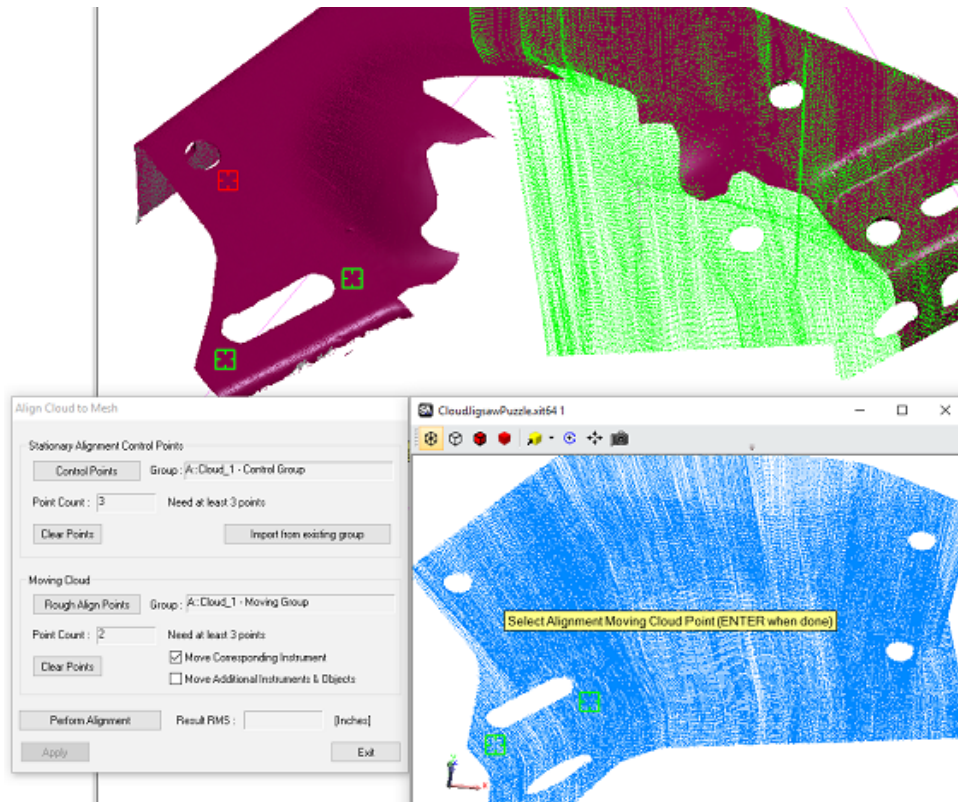 Align Cloud to Mesh
Stationary Alignment Control Points
Control Points Group : A::Cloud_1 - Control Group
Point Count : 3 Need at least 3 points
Clear Points Import from existing group
Moving Cloud
Rough Align Points Group : A::Cloud_1 - Moving Group
Point Count : 2 Need at least 3 points
Move Corresponding Instrument
Clear Points
Move Additional Instruments & Objects
Perform Alignment Result RMS : [Inches]
Apply Exit
SA CloudJigsawPuzzle.xit64 1
Select Alignment Moving Cloud Point (ENTER when done)